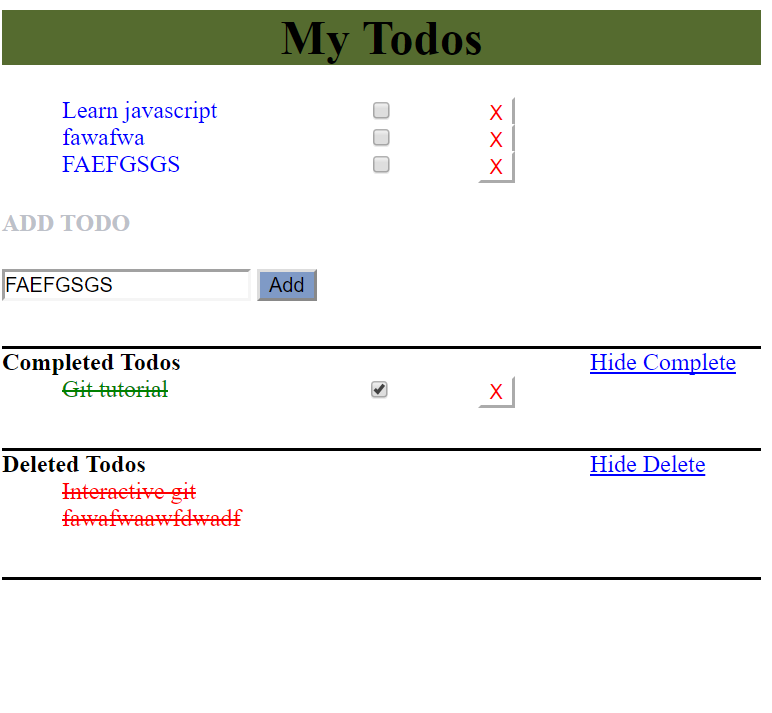 My Todos
Learn javascript X
fawafwa X
FAEFGSGS X
ADD TODO
FAEFGSGS Add
Completed Todos Hide Complete
Git tutorial X
Deleted Todos Hide Delete
Interactive git
fawafwaawfdwadf